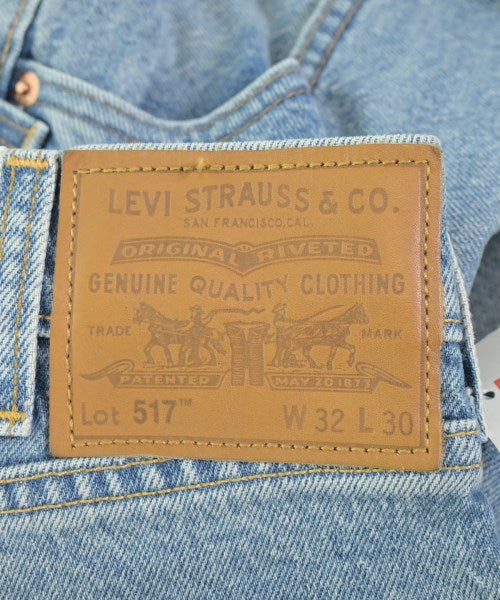 LEVI STRAUSS & CO.
SAN FRANCISCO, CAL.
ORIGINAL RIVETED
GENUINE QUALITY CLOTHING
TRADE MARK
PATENTED MAY 20 1873
Lot 517™ W 32 L 30